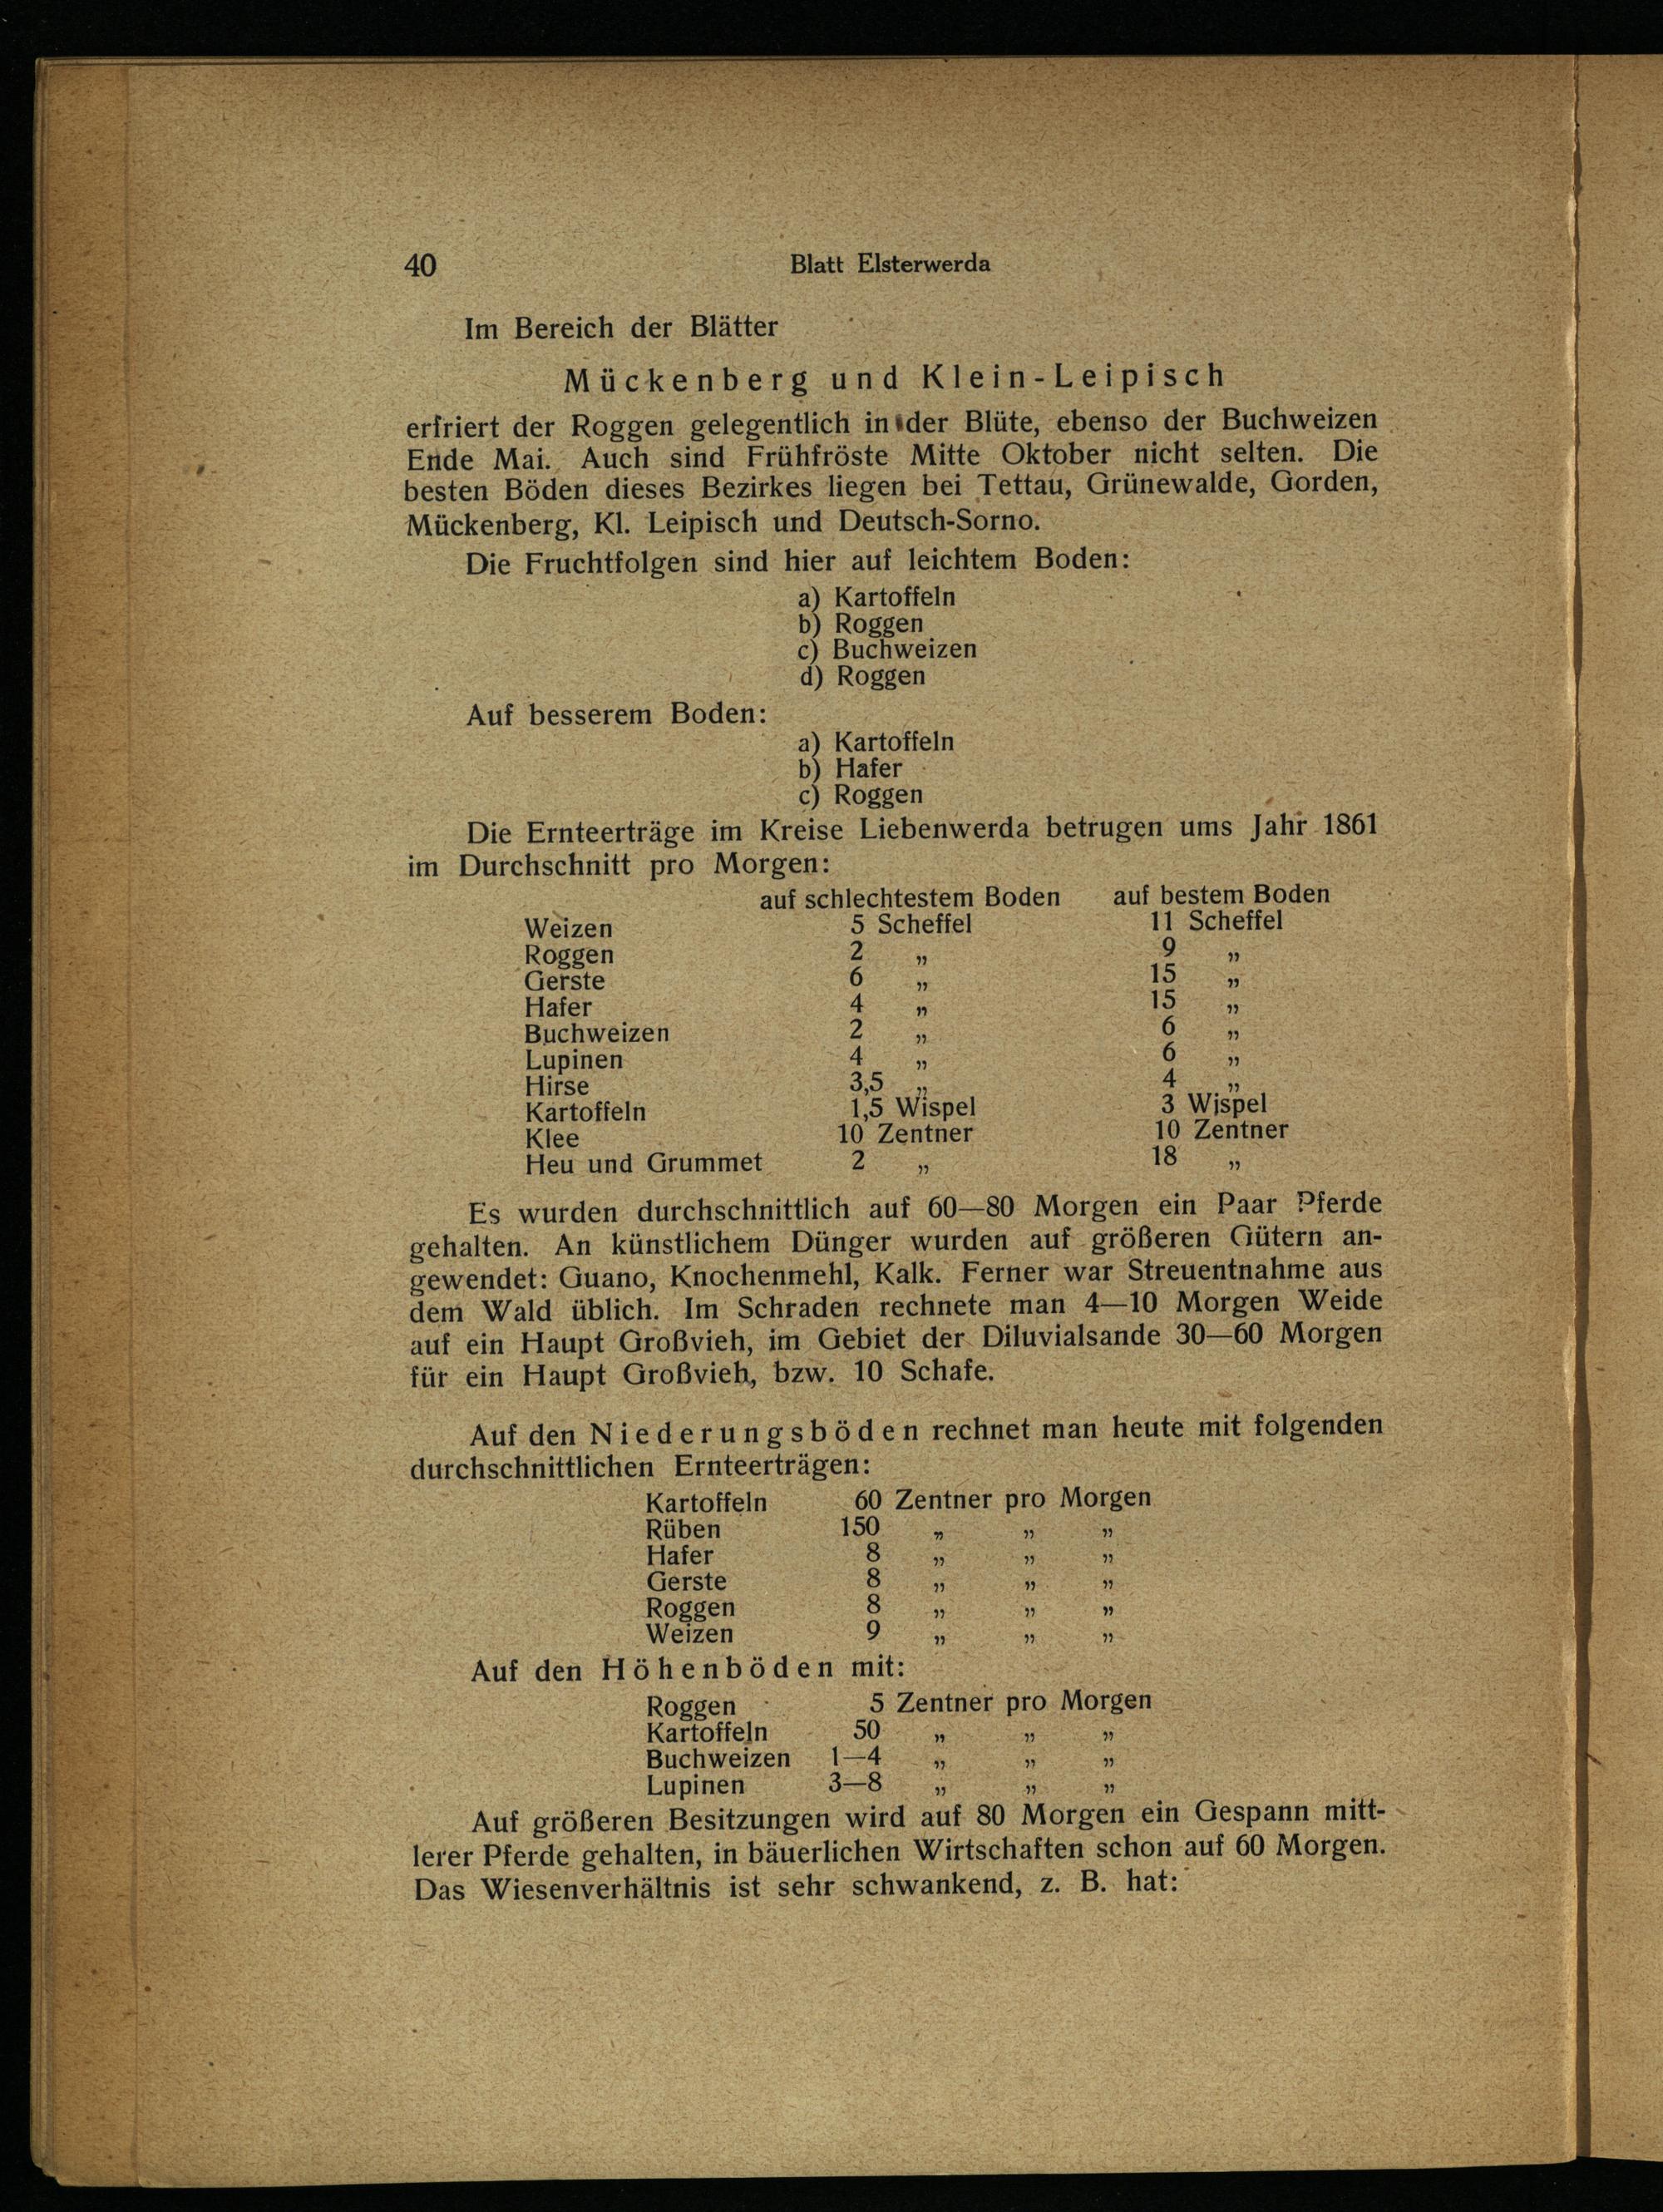 40 Blatt Elsterwerda
Im Bereich der Blätter
Mückenberg und Klein-Leipisch
erfriert der Roggen gelegentlich in der Blüte, ebenso der Buchweizen
Ende Mai. Auch sind Frühfröste Mitte Oktober nicht selten. Die
besten Böden dieses Bezirkes liegen bei Tettau, Grünewalde, Gorden,
Mückenberg, Kl. Leipisch und Deutsch-Sorno.
Die Fruchtfolgen sind hier auf leichtem Boden:
a) Kartoffeln
b) Roggen
c) Buchweizen
d) Roggen
Auf besserem Boden:
a) Kartoffeln
b) Hafer
c) Roggen
Die Ernteerträge im Kreise Liebenwerda betrugen ums Jahr 1861
im Durchschnitt pro Morgen:
auf schlechtestem Boden auf bestem Boden
Weizen 5 Scheffel 11 Scheffel
Roggen 2 „ 9 „
Gerste 6 „ 15 „
Hafer 4 „ 15 „
Buchweizen 2 „ 6 „
Lupinen 4 „ 6 „
Hirse 3,5 „ 4 „
Kartoffeln 1,5 Wispel 3 Wispel
Klee 10 Zentner 10 Zentner
Heu und Grummet 2 „ 18 „
Es wurden durchschnittlich auf 60—80 Morgen ein Paar Pferde
gehalten. An künstlichem Dünger wurden auf größeren Gütern an-
gewendet: Guano, Knochenmehl, Kalk. Ferner war Streuentnahme aus
dem Wald üblich. Im Schraden rechnete man 4—10 Morgen Weide
auf ein Haupt Großvieh, im Gebiet der Diluvialsande 30—60 Morgen
für ein Haupt Großvieh, bzw. 10 Schafe.
Auf den Niederungsböden rechnet man heute mit folgenden
durchschnittlichen Ernteerträgen:
Kartoffeln 60 Zentner pro Morgen
Rüben 150 „ „ „
Hafer 8 „ „ „
Gerste 8 „ „ „
Roggen 8 „ „ „
Weizen 9 „ „ „
Auf den Höhenböden mit:
Roggen 5 Zentner pro Morgen
Kartoffeln 50 „ „ „
Buchweizen 1—4 „ „ „
Lupinen 3—8 „ „ „
Auf größeren Besitzungen wird auf 80 Morgen ein Gespann mitt-
lerer Pferde gehalten, in bäuerlichen Wirtschaften schon auf 60 Morgen.
Das Wiesenverhältnis ist sehr schwankend, z. B. hat: